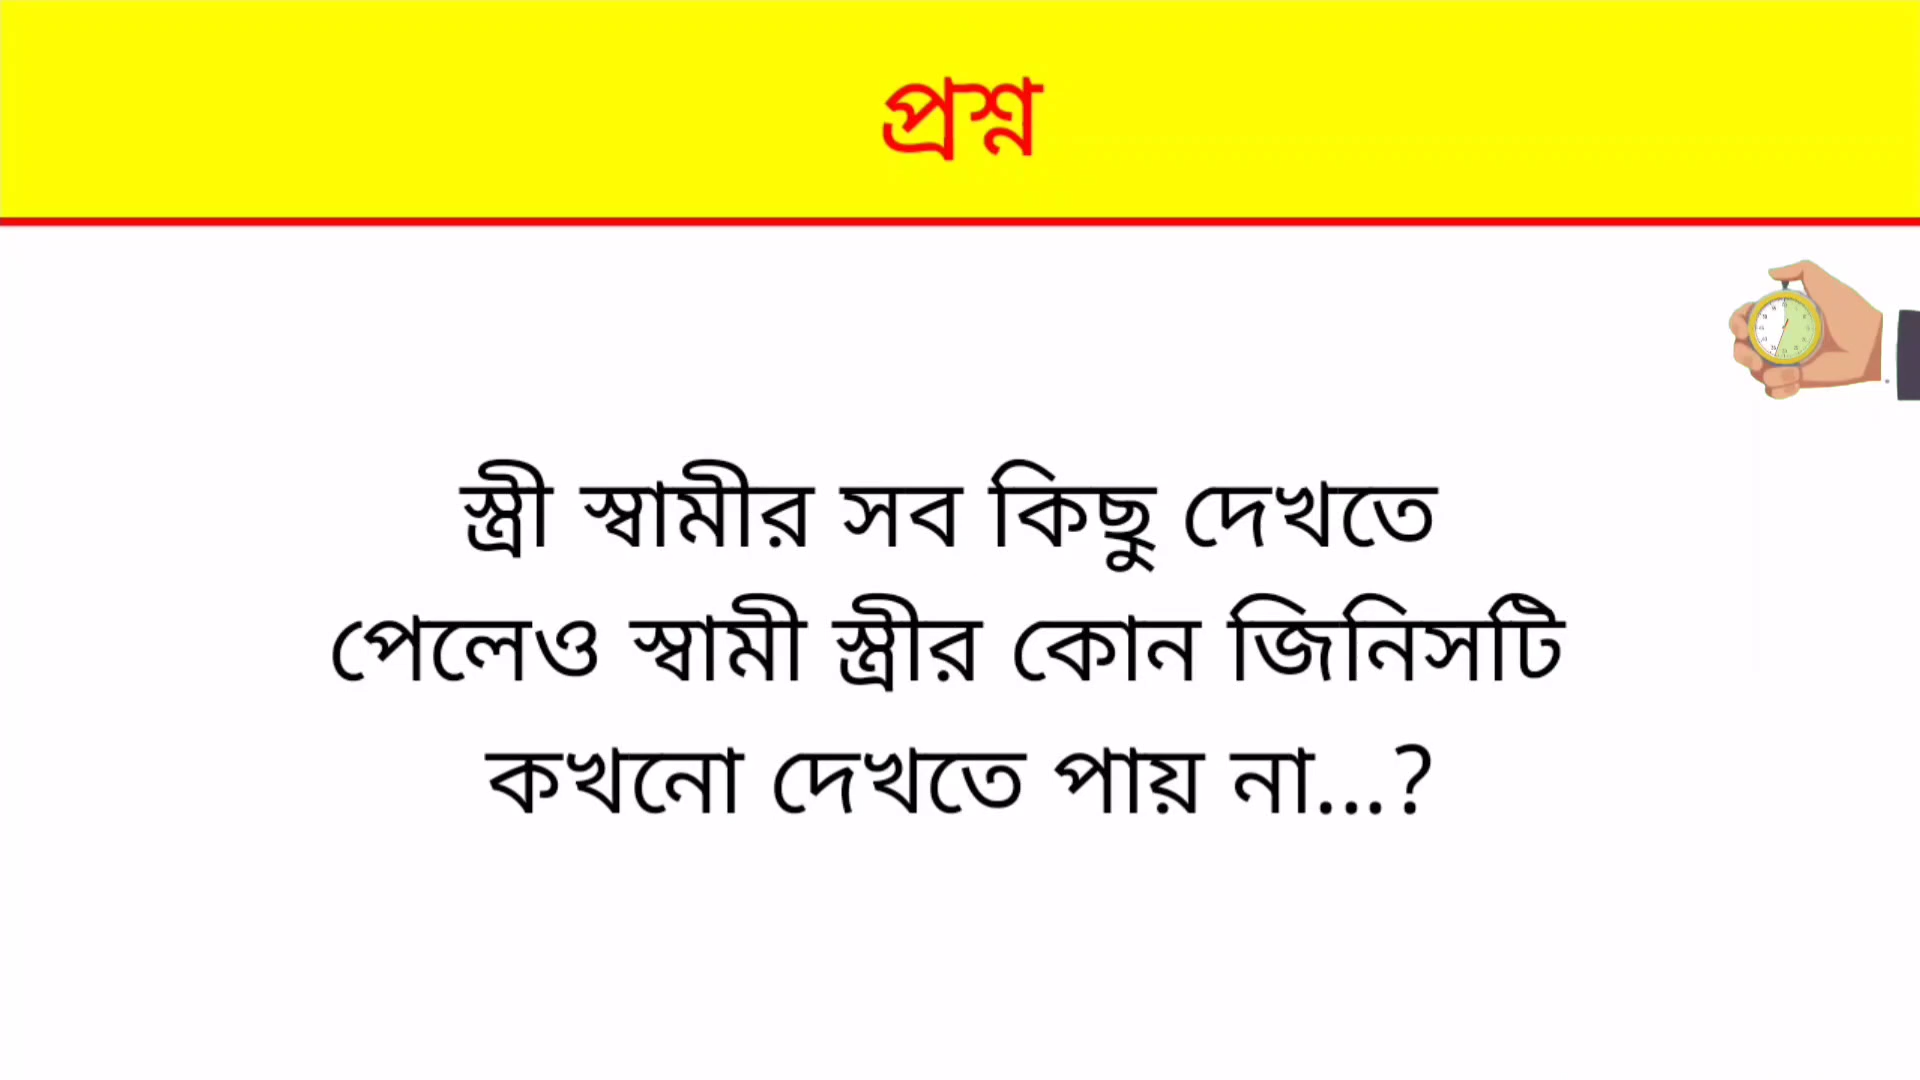 প্রশ্ন
স্ত্রী স্বামীর সব কিছু দেখতে
পেলেও স্বামী স্ত্রীর কোন জিনিসটি
কখনো দেখতে পায় না...?